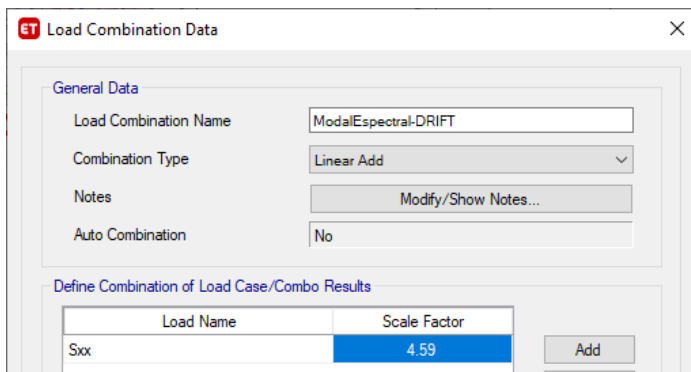 ET Load Combination Data
General Data
Load Combination Name ModalEspectral-DRIFT
Combination Type Linear Add
Notes Modify/Show Notes...
Auto Combination No
Define Combination of Load Case/Combo Results
Load Name Scale Factor
Sxx 4.59 Add